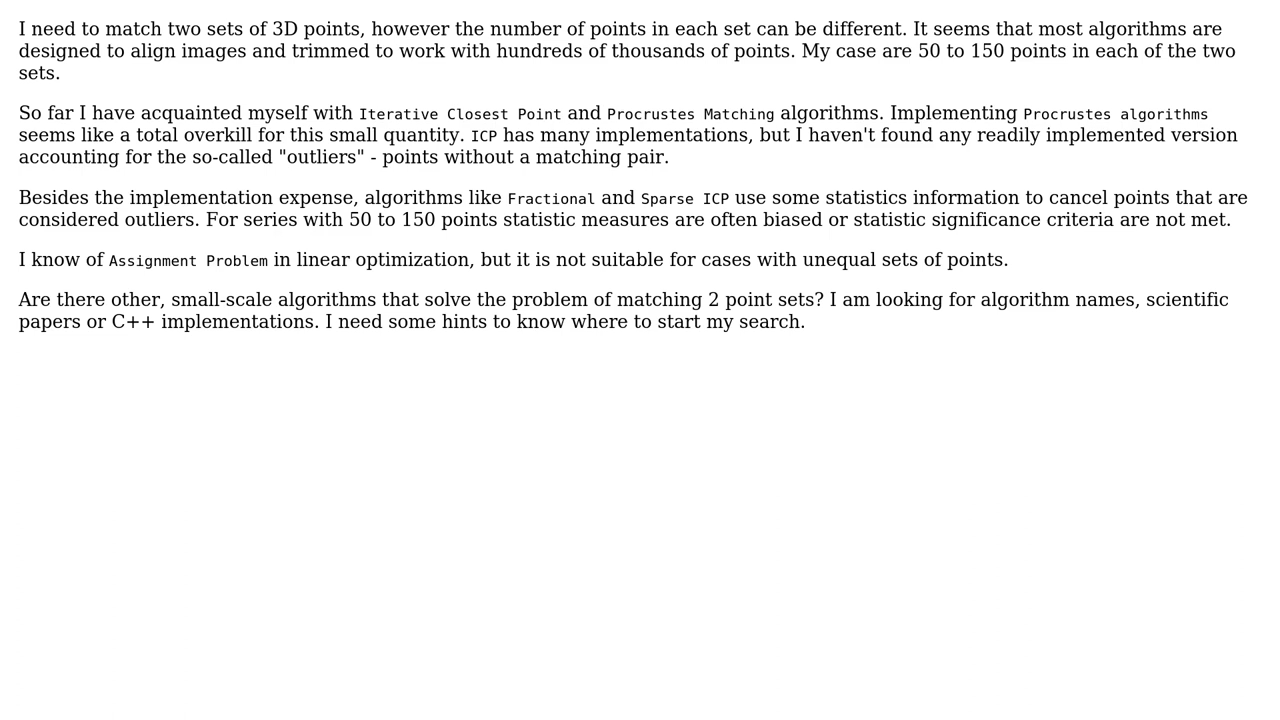 I need to match two sets of 3D points, however the number of points in each set can be different. It seems that most algorithms are
designed to align images and trimmed to work with hundreds of thousands of points. My case are 50 to 150 points in each of the two
sets.
So far I have acquainted myself with Iterative Closest Point and Procrustes Matching algorithms. Implementing Procrustes algorithms
seems like a total overkill for this small quantity. ICP has many implementations, but I haven't found any readily implemented version
accounting for the so-called "outliers" - points without a matching pair.
Besides the implementation expense, algorithms like Fractional and Sparse ICP use some statistics information to cancel points that are
considered outliers. For series with 50 to 150 points statistic measures are often biased or statistic significance criteria are not met.
I know of Assignment Problem in linear optimization, but it is not suitable for cases with unequal sets of points.
Are there other, small-scale algorithms that solve the problem of matching 2 point sets? I am looking for algorithm names, scientific
papers or C++ implementations. I need some hints to know where to start my search.